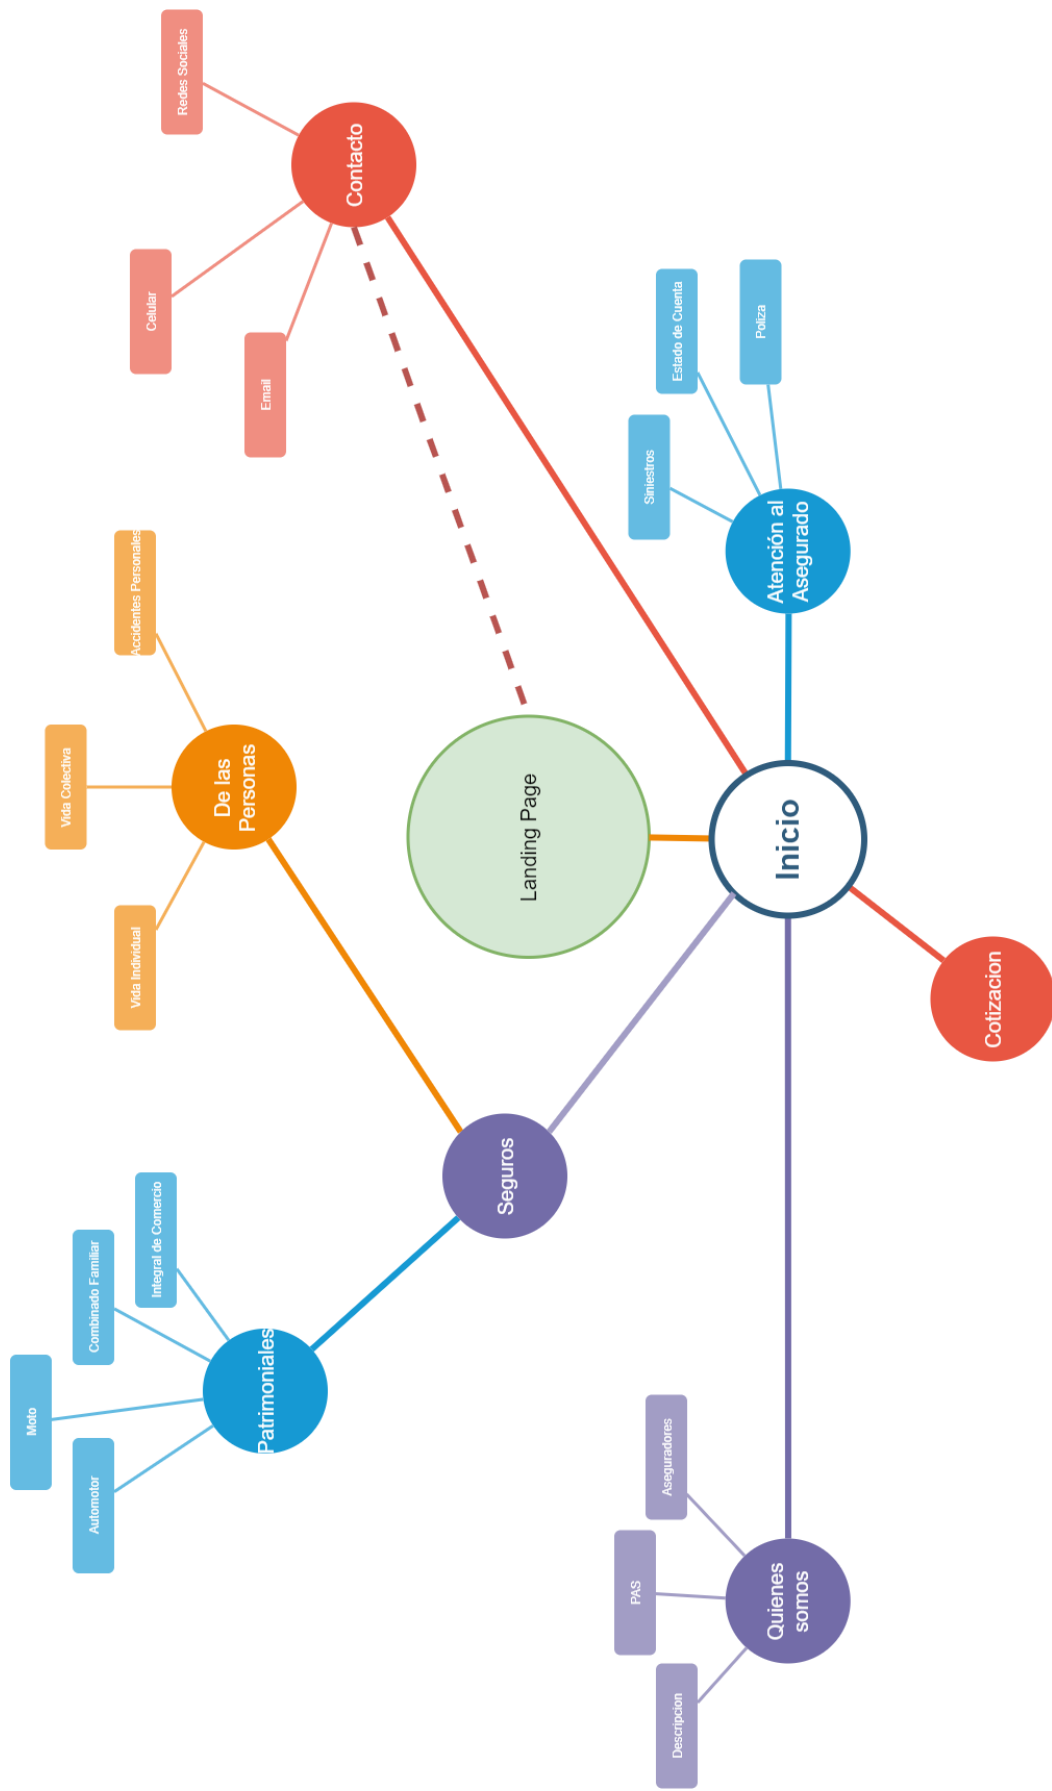 Moto
Automotor
Combinado Familiar
Integral de Comercio
Patrimoniales
Vida Individual
Vida Colectiva
Accidentes Personales
De las
Personas
Seguros
Redes Sociales
Celular
Email
Contacto
Landing Page
Descripcion
PAS
Aseguradores
Quienes
somos
Inicio
Siniestros
Estado de Cuenta
Poliza
Atención al
Asegurado
Cotizacion